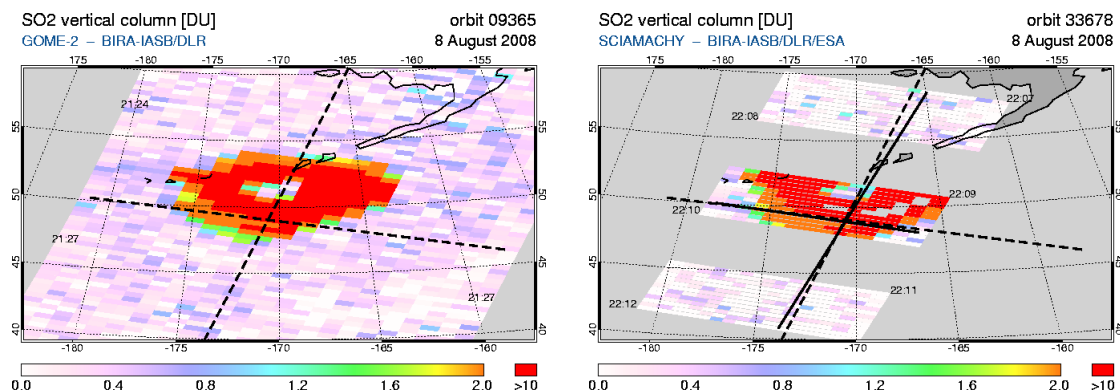 SO2 vertical column [DU]
orbit 09365
GOME-2 – BIRA-IASB/DLR
8 August 2008
175 -170 -165 -160 -155
21:24
55
55
50
50
21:27
45
45
21:27
40
40
-180 -175 -170 -165 -160
0.0 0.4 0.8 1.2 1.6 2.0 >10
SO2 vertical column [DU]
orbit 33678
SCIAMACHY – BIRA-IASB/DLR/ESA
8 August 2008
175 -170 -165 -160 -155
22:07
22:08
55
55
22:09
50
50
22:10
45
45
22:11
22:12
40
40
-180 -175 -170 -165 -160
0.0 0.4 0.8 1.2 1.6 2.0 >10